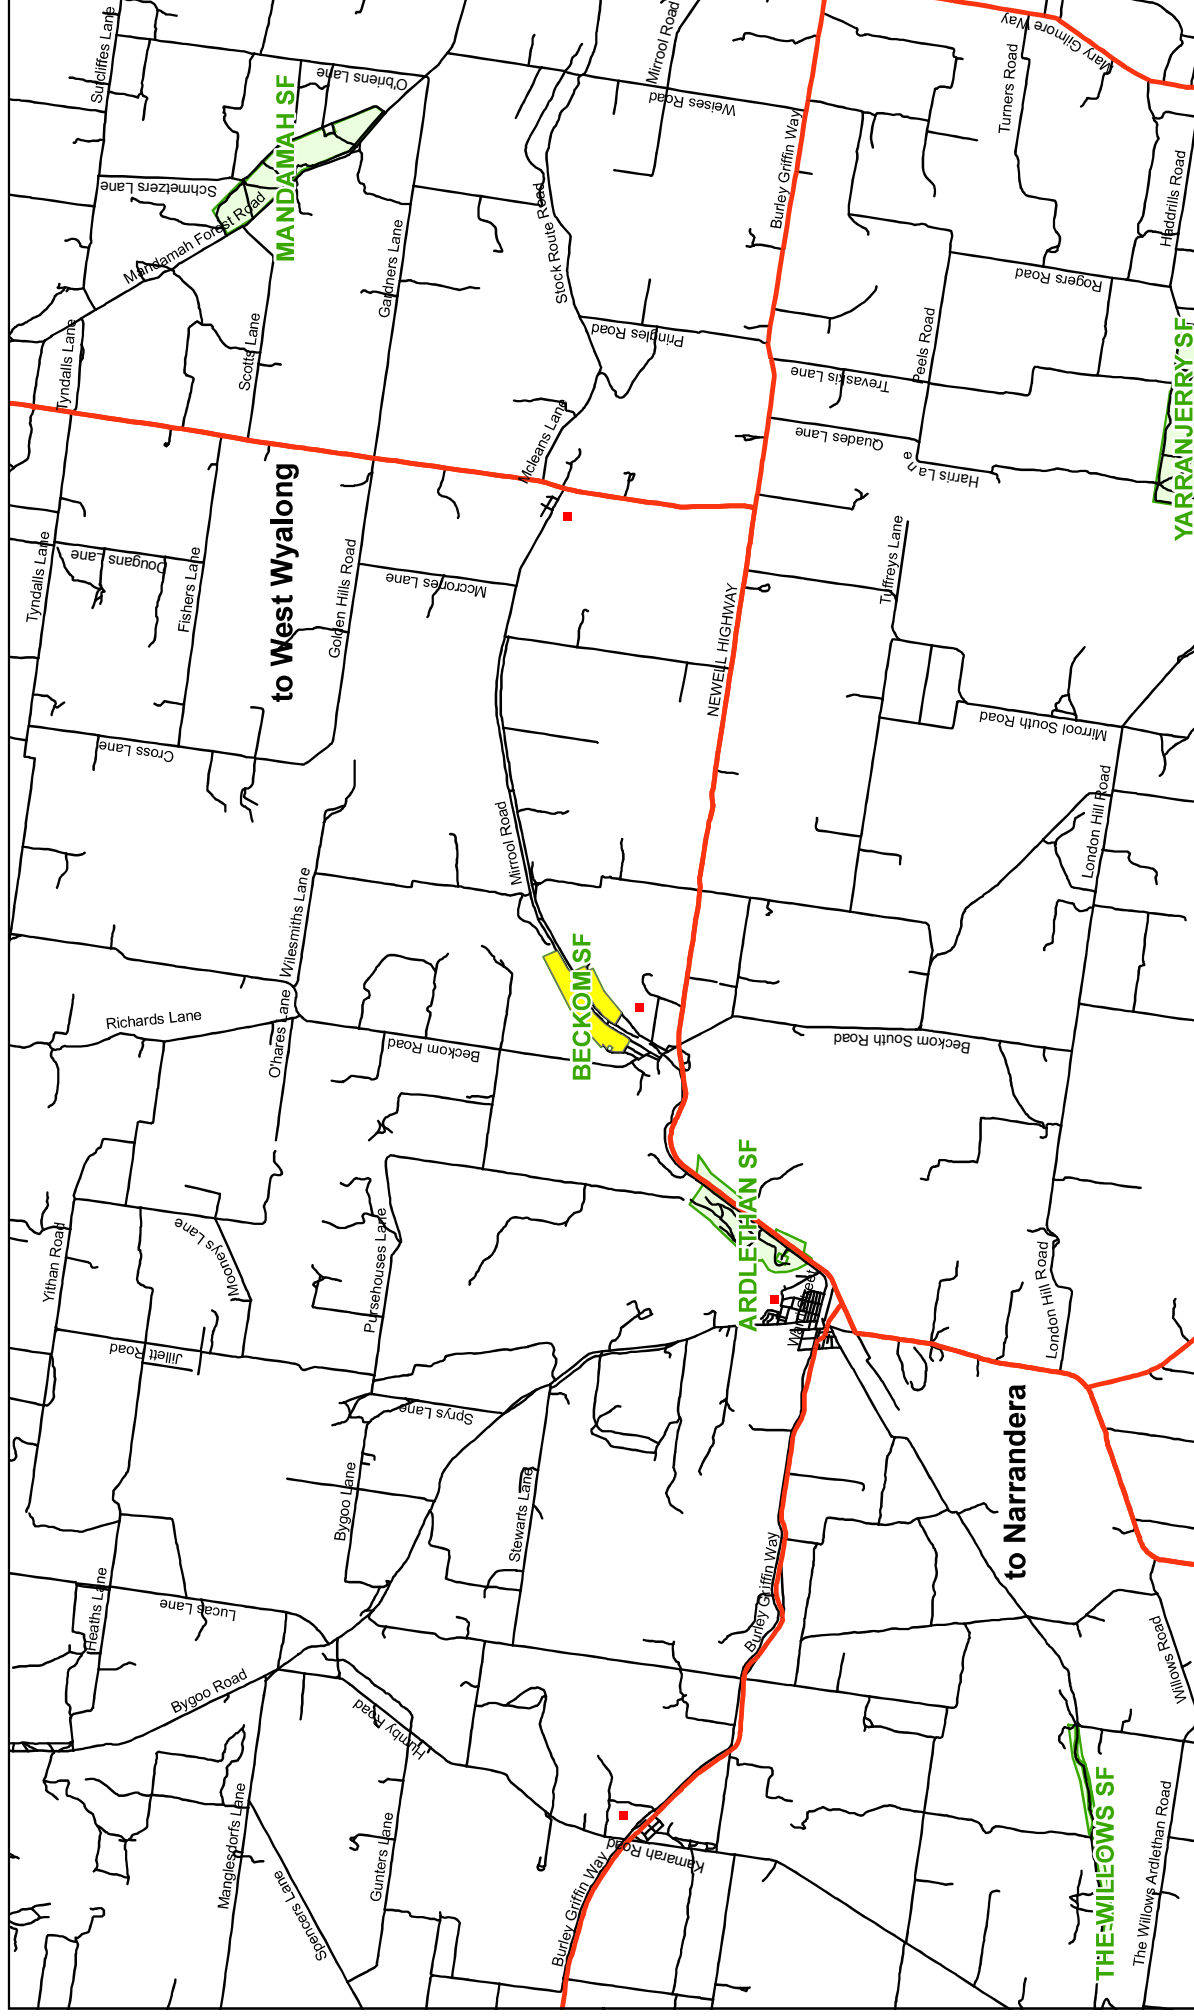 Sutcliffes Lane
O'briens Lane
MANDAMAH SF
Schmetzers Lane
Mandamah Forest Road
Gardners Lane
Scotts Lane
Tyndalls Lane
Mirrool Road
Weises Road
Stock Route Road
Pringles Road
Mcleans Lane
Burley Griffin Way
Mary Gilmore Way
Turners Road
Haddrills Road
Rogers Road
Peels Road
Trevaskis Lane
Quades Lane
Harris Lane
YARRANJERRY SF
to West Wyalong
Tyndalls Lane
Dougans Lane
Fishers Lane
Golden Hills Road
Mccrones Lane
Cross Lane
NEWELL HIGHWAY
Tuffreys Lane
Mirrool South Road
London Hill Road
Mirrool Road
Wilesmiths Lane
O'hares Lane
Richards Lane
Beckom Road
BECKOM SF
Beckom South Road
ARDLETHAN SF
Yithan Road
Mooneys Lane
Pursehouses Lane
Jillett Road
Sprys Lane
Ward Street
London Hill Road
to Narrandera
Bygoo Lane
Stewarts Lane
Heaths Lane
Lucas Lane
Bygoo Road
Humby Road
Burley Griffin Way
Willows Road
Manglesdorfs Lane
Spencers Lane
Gunters Lane
Kamarah Road
Burley Griffin Way
THE WILLOWS SF
The Willows Ardlethan Road